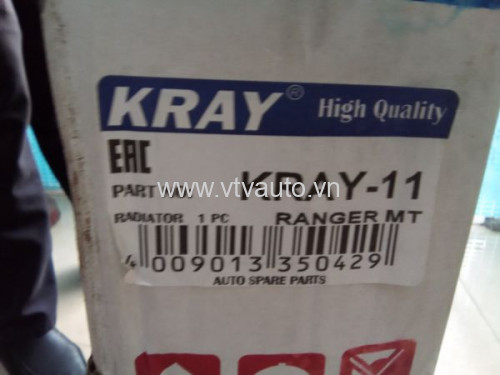 KRAY® High Quality
EAC
PART NO. KRAY-11
www.vtvauto.vn
RADIATOR 1 PC RANGER MT
4 009013 350429
AUTO SPARE PARTS